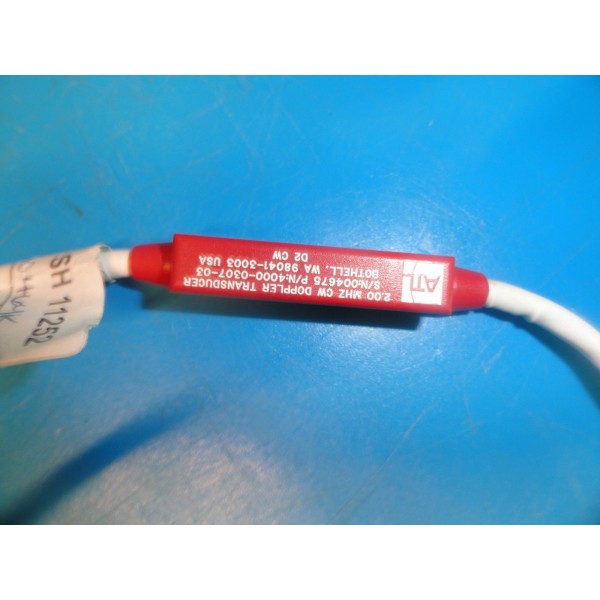 ATL
2.00 MHZ CW DOPPLER TRANSDUCER
S/N:004675 P/N:4000-0307-03
BOTHELL, WA 98041-3003 USA
D2 CW
SH 11252